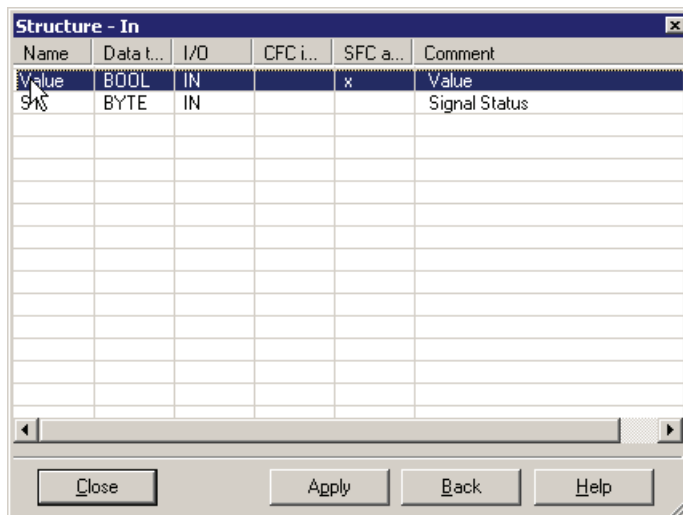 Structure - In
Name Data t... I/O CFC i... SFC a... Comment
Value BOOL IN x Value
BYTE IN Signal Status
Close Apply Back Help